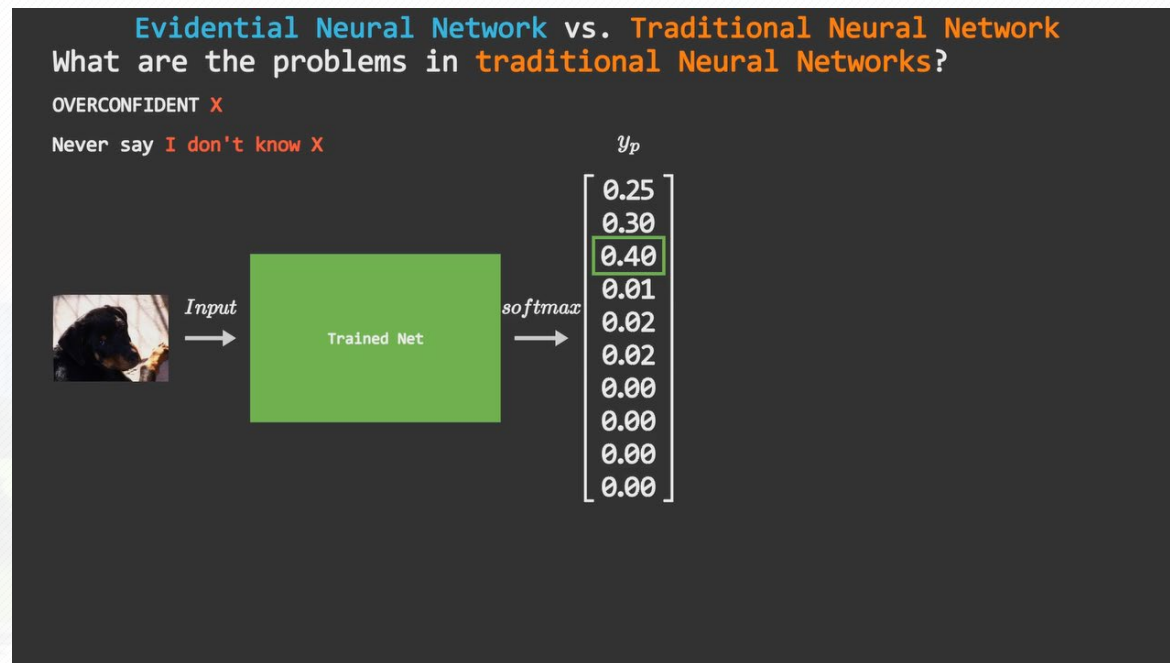 Evidential Neural Network vs. Traditional Neural Network
What are the problems in traditional Neural Networks?
OVERCONFIDENT X
Never say I don't know X
y_p
Input
Trained Net
softmax
0.25
0.30
0.40
0.01
0.02
0.02
0.00
0.00
0.00
0.00